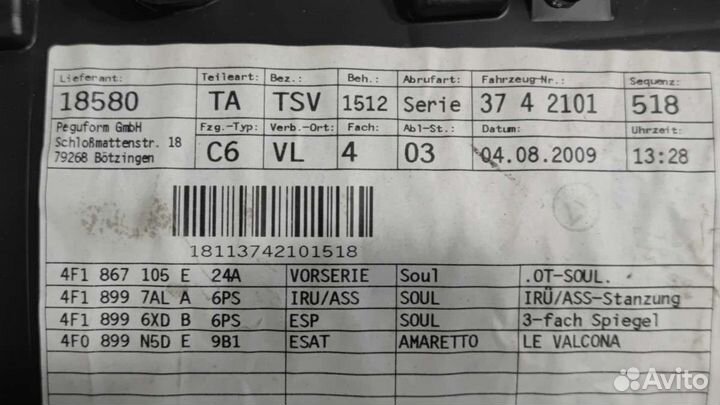 Lieferant: Teileart: Bez.: Beh.: Abrufart: Fahrzeug-Nr.: Sequenz:
18580 TA TSV 1512 Serie 37 4 2101 518
Peguform GmbH Fzg.-Typ: Verb.-Ort: Fach: Abl-St.: Datum: Uhrzeit:
Schloßmattenstr. 18
79268 Bötzingen C6 VL 4 03 04.08.2009 13:28
18113742101518
4F1 867 105 E 24A VORSERIE Soul .OT-SOUL.
4F1 899 7AL A 6PS IRU/ASS SOUL IRÜ/ASS-Stanzung
4F1 899 6XD B 6PS ESP SOUL 3-fach Spiegel
4F0 899 N5D E 9B1 ESAT AMARETTO LE VALCONA
Avito